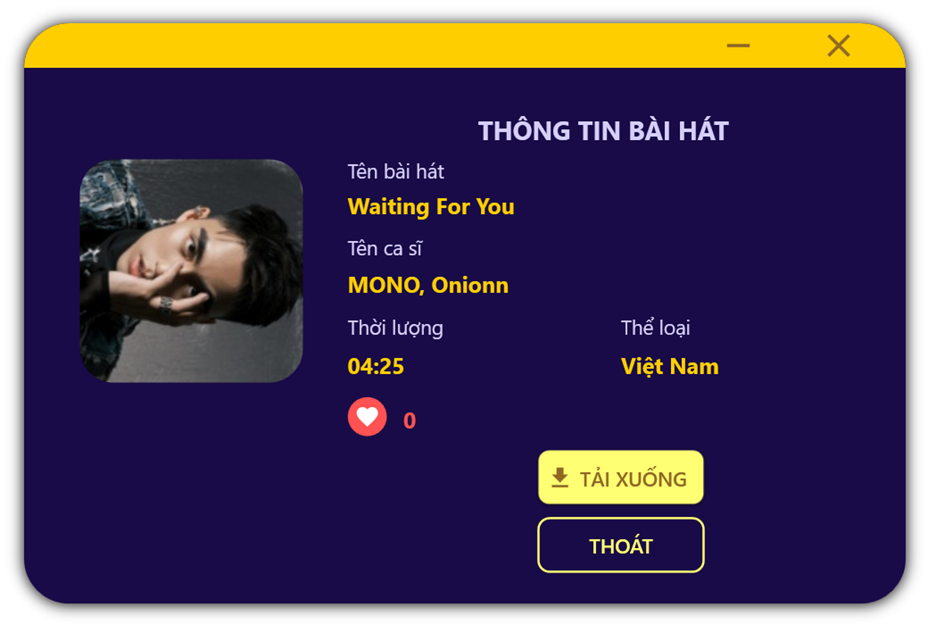 THÔNG TIN BÀI HÁT
Tên bài hát
Waiting For You
Tên ca sĩ
MONO, Onionn
Thời lượng
Thể loại
04:25
Việt Nam
0
TẢI XUỐNG
THOÁT